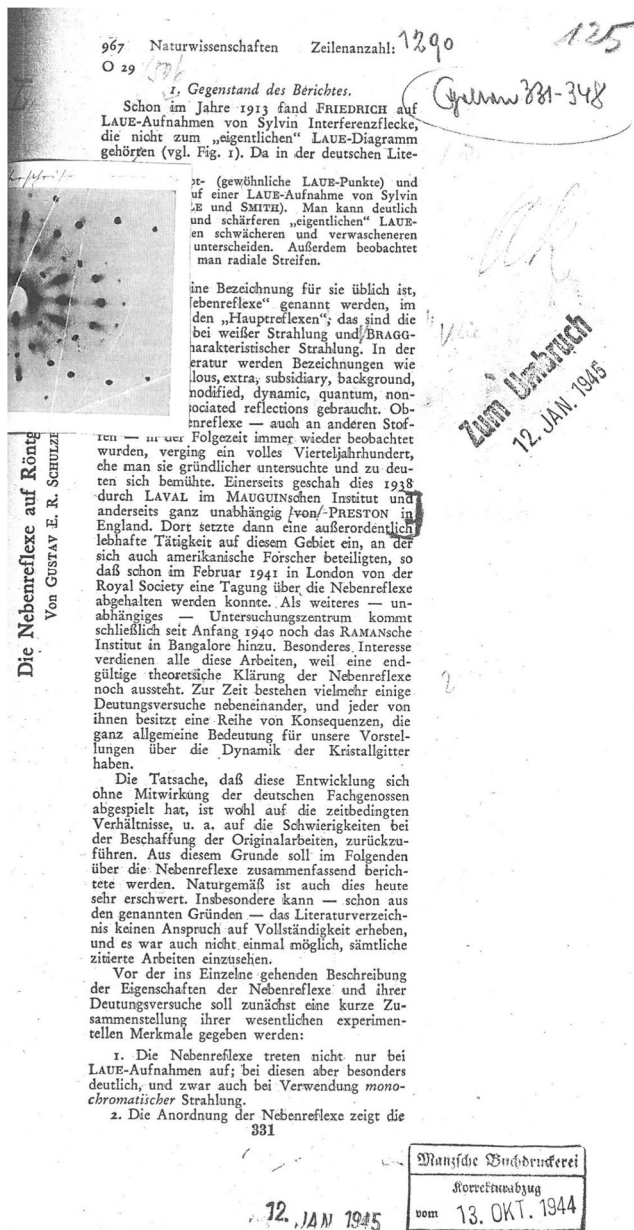 125
967 Naturwissenschaften Zeilenanzahl: 1290
O 29
331-348
1. Gegenstand des Berichtes.
Schon im Jahre 1913 fand FRIEDRICH auf
LAUE-Aufnahmen von Sylvin Interferenzflecke,
die nicht zum „eigentlichen“ LAUE-Diagramm
gehörten (vgl. Fig. 1). Da in der deutschen Lite-
(gewöhnliche LAUE-Punkte) und
einer LAUE-Aufnahme von Sylvin
und SMITH). Man kann deutlich
und schärferen „eigentlichen“ LAUE-
schwächeren und verwascheneren
unterscheiden. Außerdem beobachtet
man radiale Streifen.
ine Bezeichnung für sie üblich ist,
ebenreflexe“ genannt werden, im
den „Hauptreflexen“; das sind die
bei weißer Strahlung und BRAGG-
harakteristischer Strahlung. In der
eratur werden Bezeichnungen wie
lous, extra, subsidiary, background,
modified, dynamic, quantum, non-
sociated reflections gebraucht. Ob-
enreflexe — auch an anderen Stof-
fen — in der Folgezeit immer wieder beobachtet
wurden, verging ein volles Vierteljahrhundert,
ehe man sie gründlicher untersuchte und zu deu-
ten sich bemühte. Einerseits geschah dies 1938
durch LAVAL im MAUGUINschen Institut und
anderseits ganz unabhängig von PRESTON in
England. Dort setzte dann eine außerordentlich
lebhafte Tätigkeit auf diesem Gebiet ein, an der
sich auch amerikanische Forscher beteiligten, so
daß schon im Februar 1941 in London von der
Royal Society eine Tagung über die Nebenreflexe
abgehalten werden konnte. Als weiteres — un-
abhängiges — Untersuchungszentrum kommt
schließlich seit Anfang 1940 noch das RAMANsche
Institut in Bangalore hinzu. Besonderes Interesse
verdienen alle diese Arbeiten, weil eine end-
gültige theoretsiche Klärung der Nebenreflexe
noch aussteht. Zur Zeit bestehen vielmehr einige
Deutungsversuche nebeneinander, und jeder von
ihnen besitzt eine Reihe von Konsequenzen, die
ganz allgemeine Bedeutung für unsere Vorstel-
lungen über die Dynamik der Kristallgitter
haben.
Die Tatsache, daß diese Entwicklung sich
ohne Mitwirkung der deutschen Fachgenossen
abgespielt hat, ist wohl auf die zeitbedingten
Verhältnisse, u. a. auf die Schwierigkeiten bei
der Beschaffung der Originalarbeiten, zurückzu-
führen. Aus diesem Grunde soll im Folgenden
über die Nebenreflexe zusammenfassend berich-
tete werden. Naturgemäß ist auch dies heute
sehr erschwert. Insbesondere kann — schon aus
den genannten Gründen — das Literaturverzeich-
nis keinen Anspruch auf Vollständigkeit erheben,
und es war auch nicht einmal möglich, sämtliche
zitierte Arbeiten einzusehen.
Vor der ins Einzelne gehenden Beschreibung
der Eigenschaften der Nebenreflexe und ihrer
Deutungsversuche soll zunächst eine kurze Zu-
sammenstellung ihrer wesentlichen experimen-
tellen Merkmale gegeben werden:
1. Die Nebenreflexe treten nicht nur bei
LAUE-Aufnahmen auf; bei diesen aber besonders
deutlich, und zwar auch bei Verwendung mono-
chromatischer Strahlung.
2. Die Anordnung der Nebenreflexe zeigt die
331
Die Nebenreflexe auf Röntg
Von GUSTAV E. R. SCHULZE
Zum Umbruch
12. JAN. 1945
12. JAN 1945
Manzsche Buchdruckerei
Korrekturabzug
vom 13. OKT. 1944